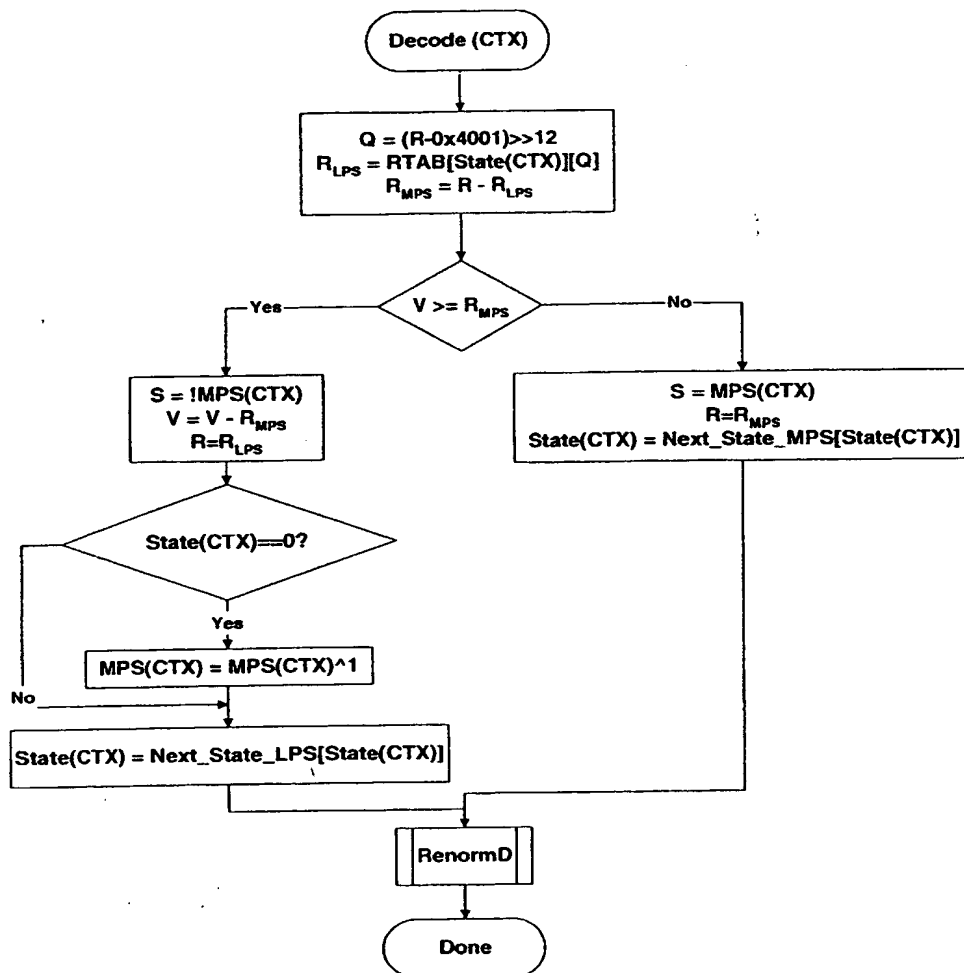 Decode (CTX)
Q = (R-0x4001)>>12
R_LPS = RTAB[State(CTX)][Q]
R_MPS = R - R_LPS
V >= R_MPS
Yes
No
S = !MPS(CTX)
V = V - R_MPS
R=R_LPS
S = MPS(CTX)
R=R_MPS
State(CTX) = Next_State_MPS[State(CTX)]
State(CTX)==0?
Yes
MPS(CTX) = MPS(CTX)^1
No
State(CTX) = Next_State_LPS[State(CTX)]
RenormD
Done